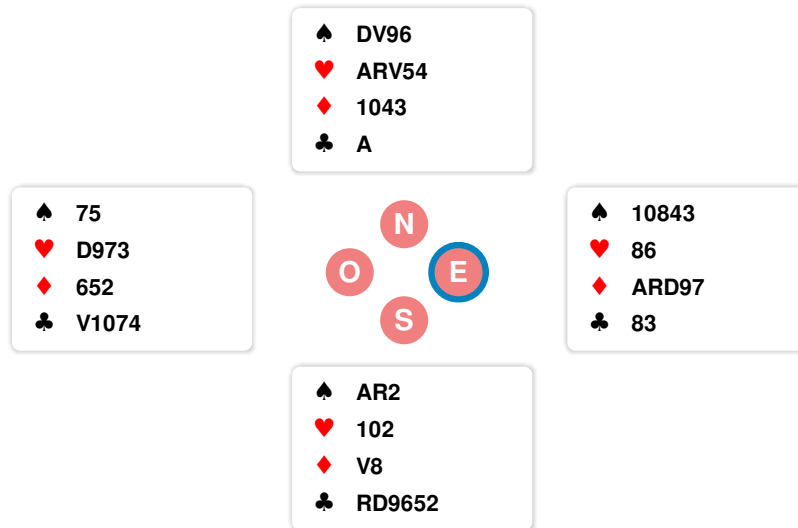 ♠ DV96
♥ ARV54
♦ 1043
♣ A
♠ 75
♥ D973
♦ 652
♣ V1074
N
O
E
S
♠ 10843
♥ 86
♦ ARD97
♣ 83
♠ AR2
♥ 102
♦ V8
♣ RD9652